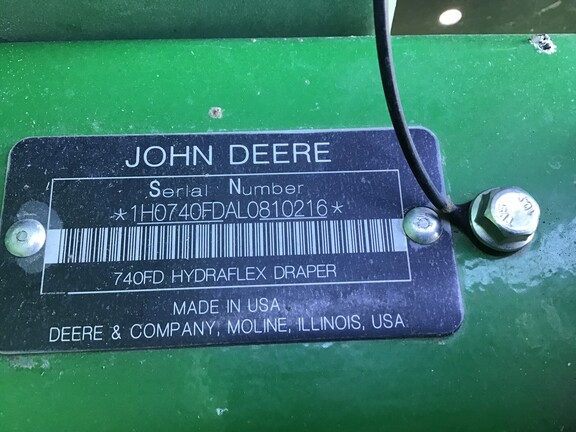 JOHN DEERE
Serial Number
*1H0740FDAL0810216*
740FD HYDRAFLEX DRAPER
MADE IN USA
DEERE & COMPANY, MOLINE, ILLINOIS, USA